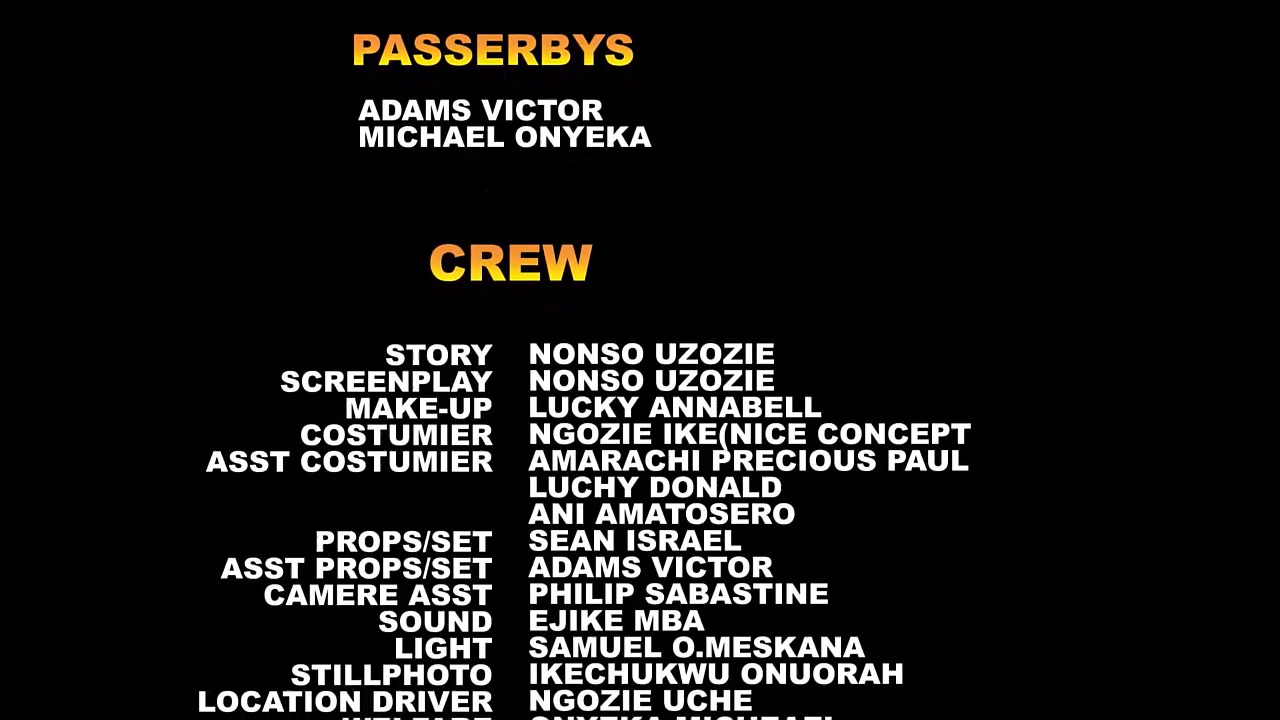 PASSERBYS
ADAMS VICTOR
MICHAEL ONYEKA
CREW
STORY NONSO UZOZIE
SCREENPLAY NONSO UZOZIE
MAKE-UP LUCKY ANNABELL
COSTUMIER NGOZIE IKE(NICE CONCEPT
ASST COSTUMIER AMARACHI PRECIOUS PAUL
LUCHY DONALD
ANI AMATOSERO
PROPS/SET SEAN ISRAEL
ASST PROPS/SET ADAMS VICTOR
CAMERE ASST PHILIP SABASTINE
SOUND EJIKE MBA
LIGHT SAMUEL O.MESKANA
STILLPHOTO IKECHUKWU ONUORAH
LOCATION DRIVER NGOZIE UCHE
WELFARE ONYEKA